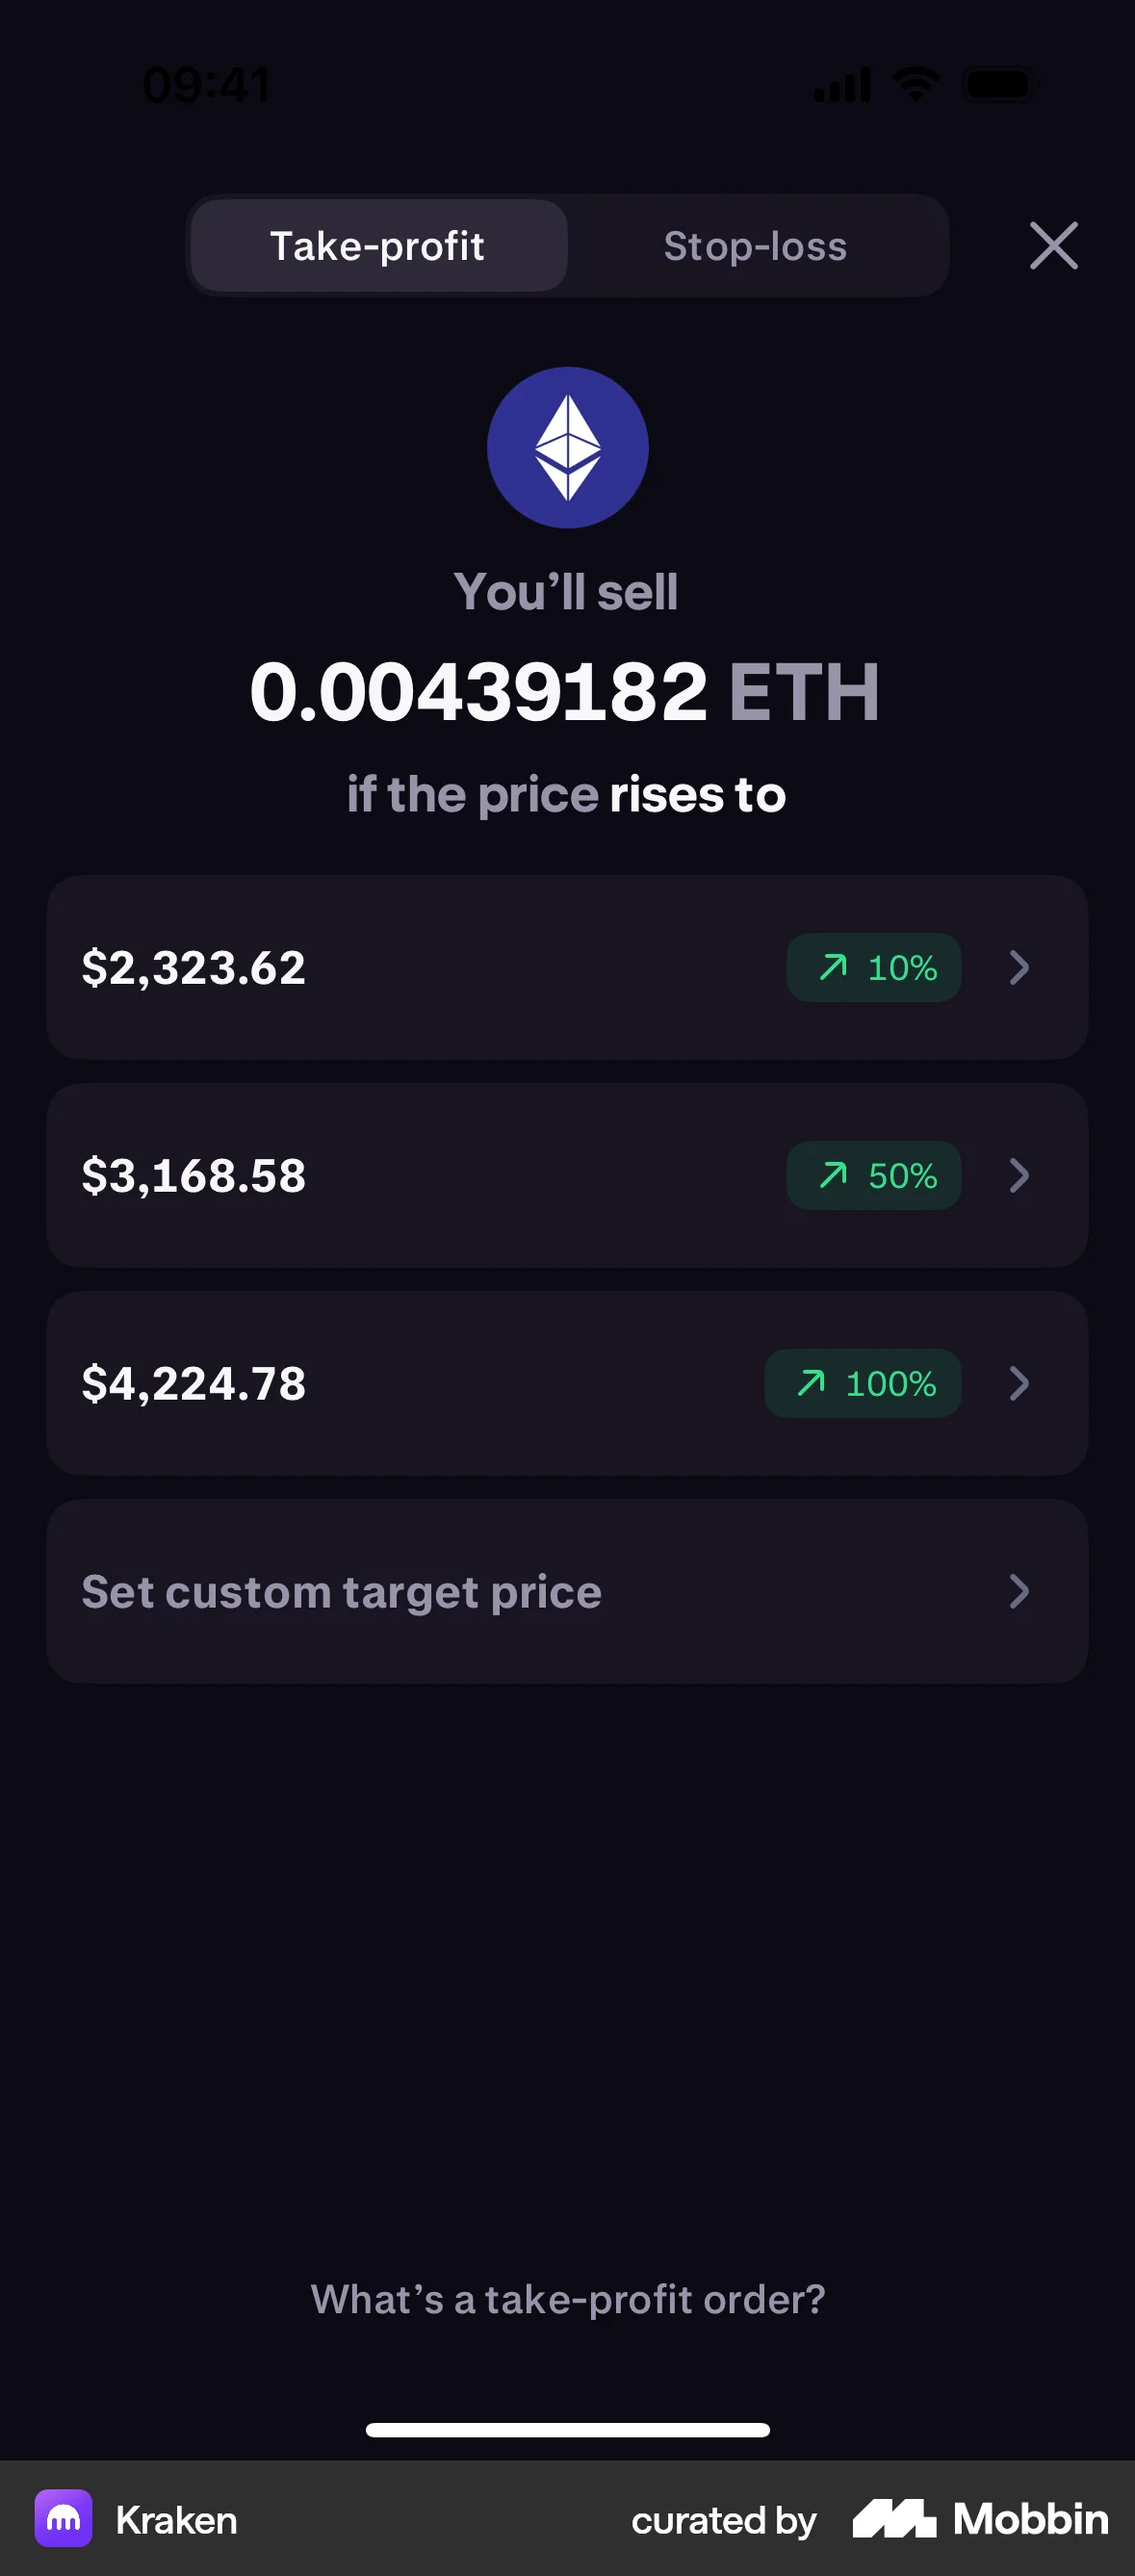 09:41
Take-profit
Stop-loss
You’ll sell
0.00439182 ETH
if the price rises to
$2,323.62
10%
$3,168.58
50%
$4,224.78
100%
Set custom target price
What’s a take-profit order?
Kraken
curated by Mobbin